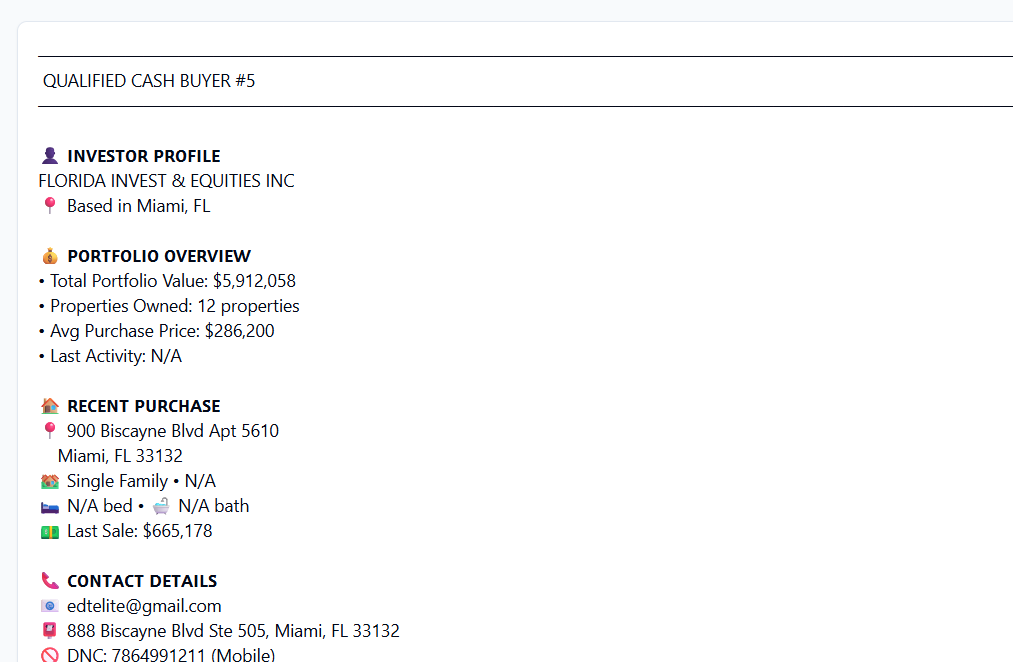 QUALIFIED CASH BUYER #5
INVESTOR PROFILE
FLORIDA INVEST & EQUITIES INC
Based in Miami, FL
PORTFOLIO OVERVIEW
• Total Portfolio Value: $5,912,058
• Properties Owned: 12 properties
• Avg Purchase Price: $286,200
• Last Activity: N/A
RECENT PURCHASE
900 Biscayne Blvd Apt 5610
Miami, FL 33132
Single Family • N/A
N/A bed • N/A bath
Last Sale: $665,178
CONTACT DETAILS
edtelite@gmail.com
888 Biscayne Blvd Ste 505, Miami, FL 33132
DNC: 7864991211 (Mobile)